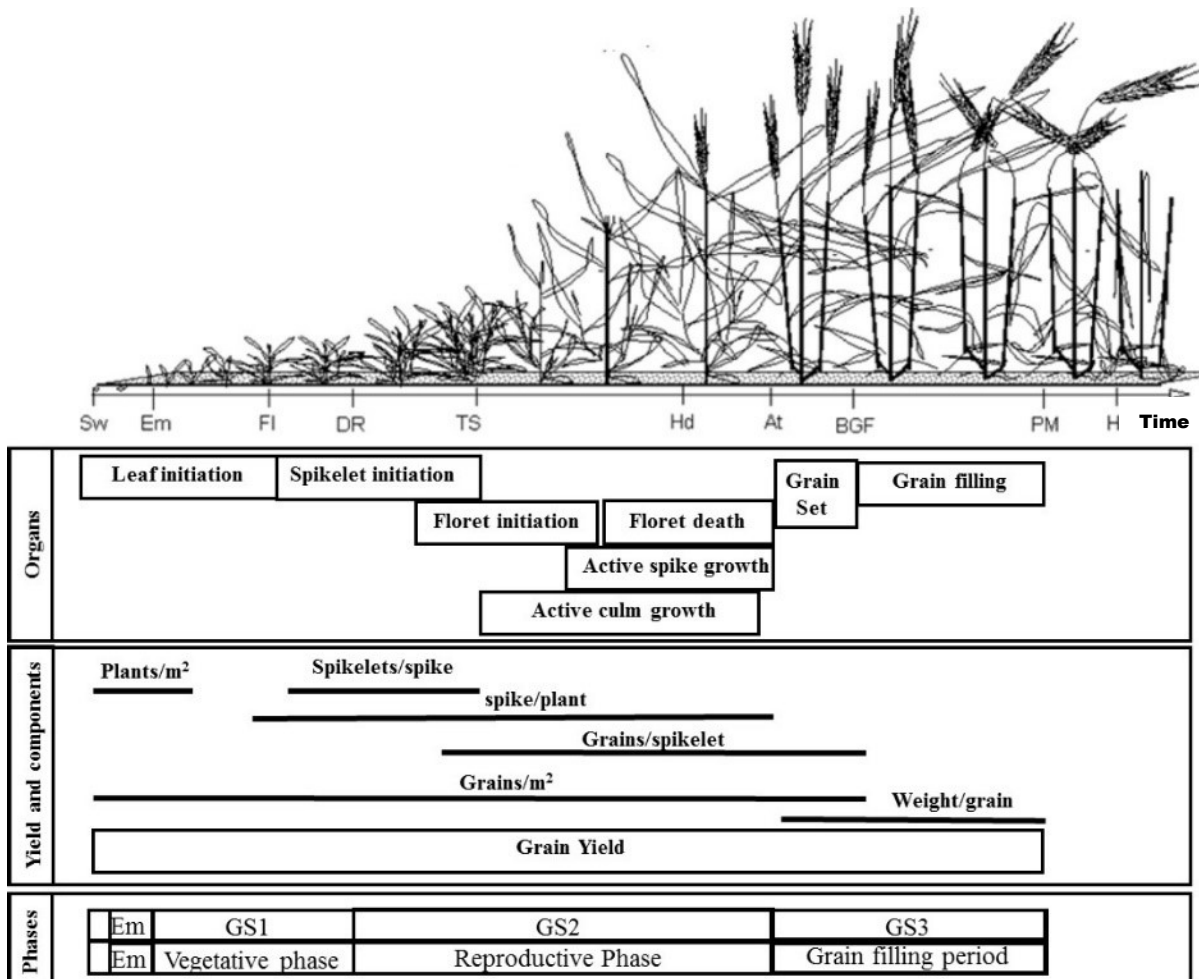 Sw Em FI DR TS Hd At BGF PM H Time
Organs
Leaf initiation
Spikelet initiation
Grain
Set
Grain filling
Floret initiation
Floret death
Active spike growth
Active culm growth
Yield and components
Plants/m²
Spikelets/spike
spike/plant
Grains/spikelet
Grains/m²
Weight/grain
Grain Yield
Phases
Em GS1 GS2 GS3
Em Vegetative phase Reproductive Phase Grain filling period